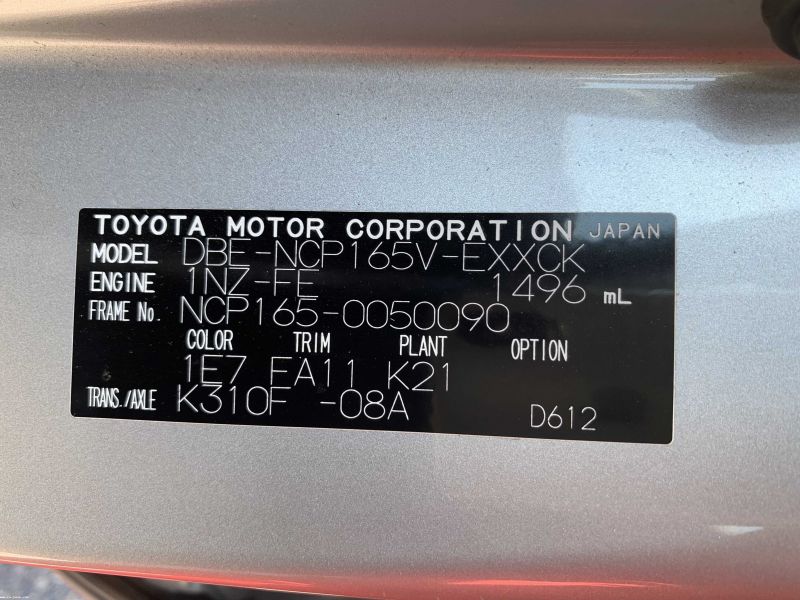 TOYOTA MOTOR CORPORATION JAPAN
MODEL DBE-NCP165V-EXXCK
ENGINE 1NZ-FE 1496 mL
FRAME No. NCP165-0050090
COLOR TRIM PLANT OPTION
1E7 FA11 K21
TRANS./AXLE K310F -08A D612